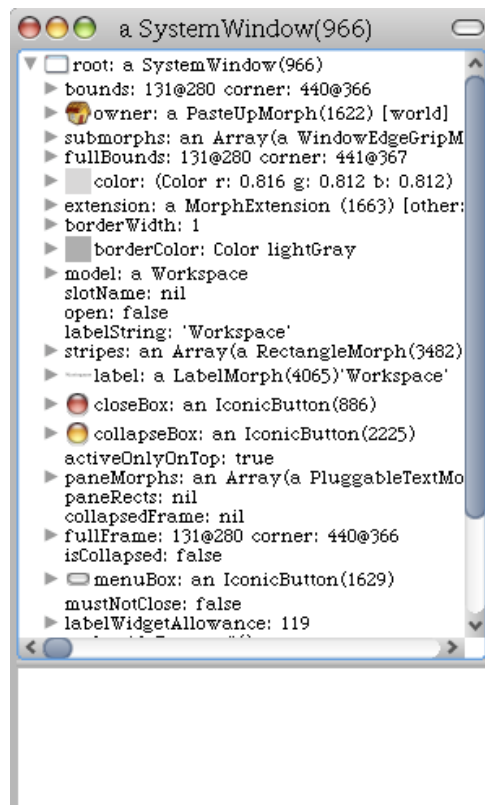 a SystemWindow(966)
root: a SystemWindow(966)
bounds: 131@280 corner: 440@366
owner: a PasteUpMorph(1622) [world]
submorphs: an Array(a WindowEdgeGripM
fullBounds: 131@280 corner: 441@367
color: (Color r: 0.816 g: 0.812 b: 0.812)
extension: a MorphExtension (1663) [other:
borderWidth: 1
borderColor: Color lightGray
model: a Workspace
slotName: nil
open: false
labelString: 'Workspace'
stripes: an Array(a RectangleMorph(3482)
label: a LabelMorph(4065)'Workspace'
closeBox: an IconicButton(886)
collapseBox: an IconicButton(2225)
activeOnlyOnTop: true
paneMorphs: an Array(a PluggableTextMo
paneRects: nil
collapsedFrame: nil
fullFrame: 131@280 corner: 440@366
isCollapsed: false
menuBox: an IconicButton(1629)
mustNotClose: false
labelWidgetAllowance: 119